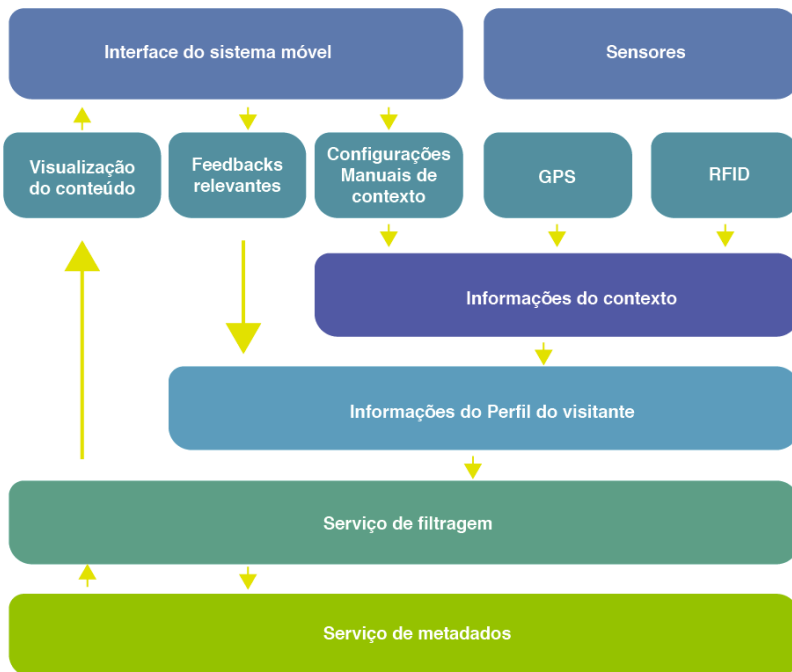 Interface do sistema móvel
Sensores
Visualização
do conteúdo
Feedbacks
relevantes
Configurações
Manuais de
contexto
GPS
RFID
Informações do contexto
Informações do Perfil do visitante
Serviço de filtragem
Serviço de metadados